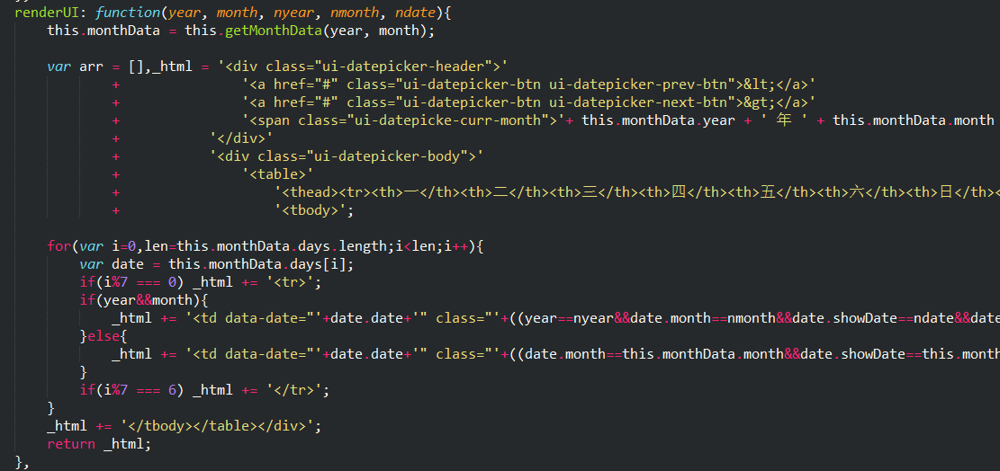 renderUI: function(year, month, nyear, nmonth, ndate){
this.monthData = this.getMonthData(year, month);
var arr = [],_html = '<div class="ui-datepicker-header">'
+ '<a href="#" class="ui-datepicker-btn ui-datepicker-prev-btn">&lt;</a>'
+ '<a href="#" class="ui-datepicker-btn ui-datepicker-next-btn">&gt;</a>'
+ '<span class="ui-datepicke-curr-month">'+ this.monthData.year + ' 年 ' + this.monthData.month
+ '</div>'
+ '<div class="ui-datepicker-body">'
+ '<table>'
+ '<thead><tr><th>一</th><th>二</th><th>三</th><th>四</th><th>五</th><th>六</th><th>日</th><
+ '<tbody>';
for(var i=0,len=this.monthData.days.length;i<len;i++){
var date = this.monthData.days[i];
if(i%7 === 0) _html += '<tr>';
if(year&&month){
_html += '<td data-date="'+date.date+'" class="'+((year==nyear&&date.month==nmonth&&date.showDate==ndate&&date
}else{
_html += '<td data-date="'+date.date+'" class="'+((date.month==this.monthData.month&&date.showDate==this.month
}
if(i%7 === 6) _html += '</tr>';
}
_html += '</tbody></table></div>';
return _html;
},